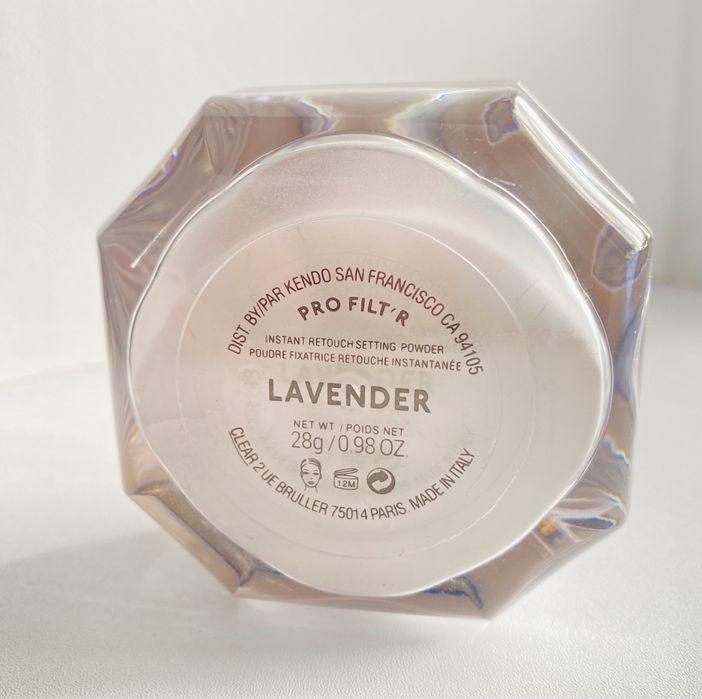 DIST. BY/PAR KENDO SAN FRANCISCO CA 94105
PRO FILT'R
INSTANT RETOUCH SETTING POWDER
POUDRE FIXATRICE RETOUCHE INSTANTANÉE
LAVENDER
NET WT / POIDS NET
28g / 0.98 OZ.
12M
CLEAR 2 UE BRULLER 75014 PARIS. MADE IN ITALY